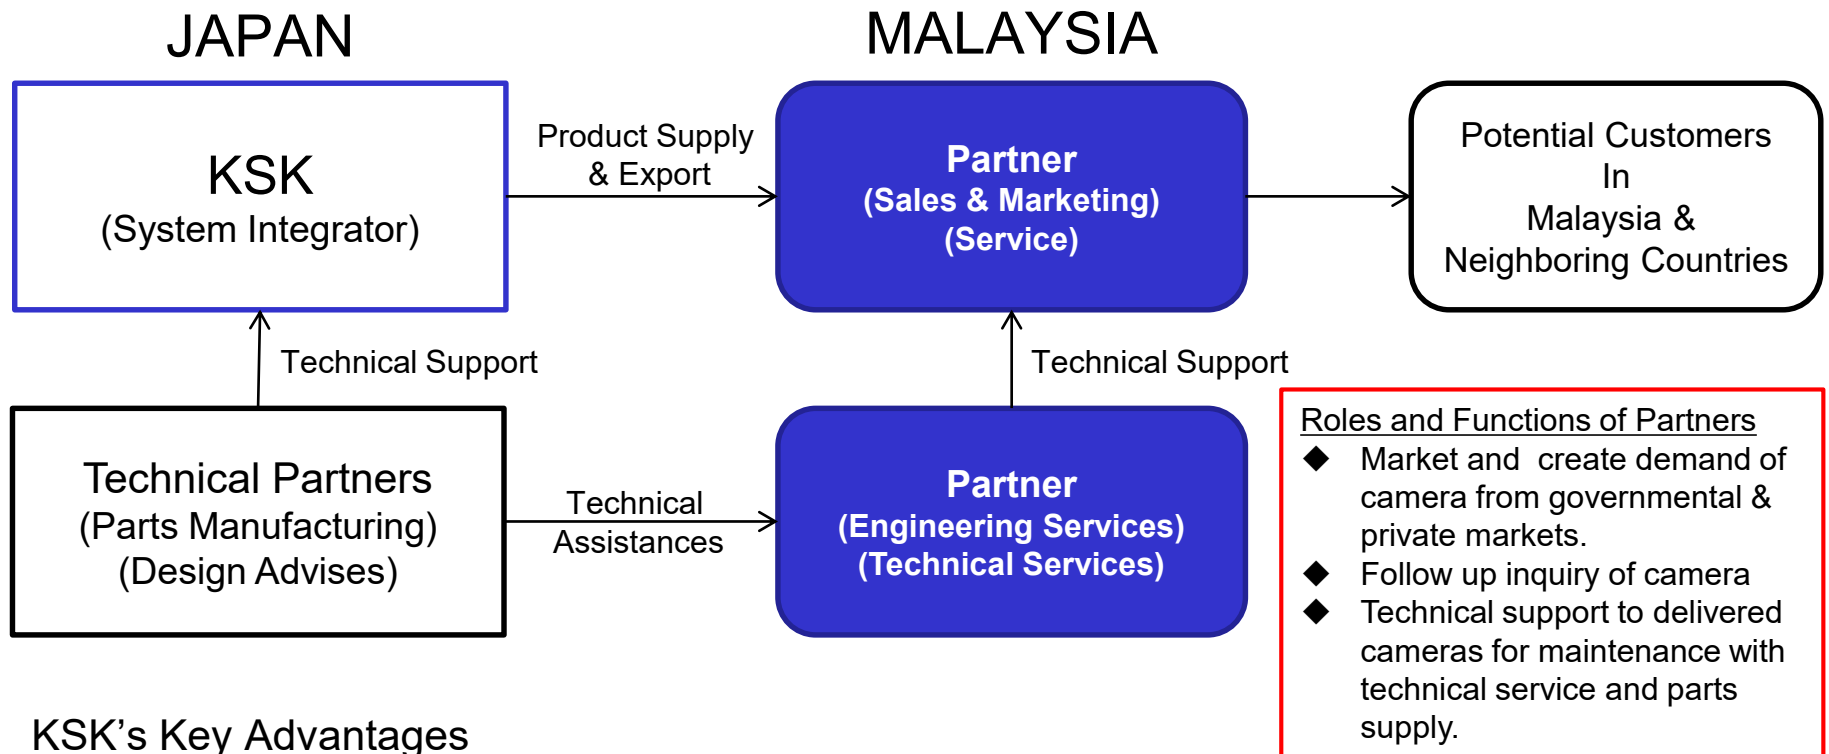 JAPAN
MALAYSIA
KSK
(System Integrator)
Product Supply
& Export
Partner
(Sales & Marketing)
(Service)
Potential Customers
In
Malaysia &
Neighboring Countries
Technical Support
Technical Support
Technical Partners
(Parts Manufacturing)
(Design Advises)
Technical
Assistances
Partner
(Engineering Services)
(Technical Services)
Roles and Functions of Partners
◆ Market and create demand of
camera from governmental &
private markets.
◆ Follow up inquiry of camera
◆ Technical support to delivered
cameras for maintenance with
technical service and parts
supply.
KSK’s Key Advantages